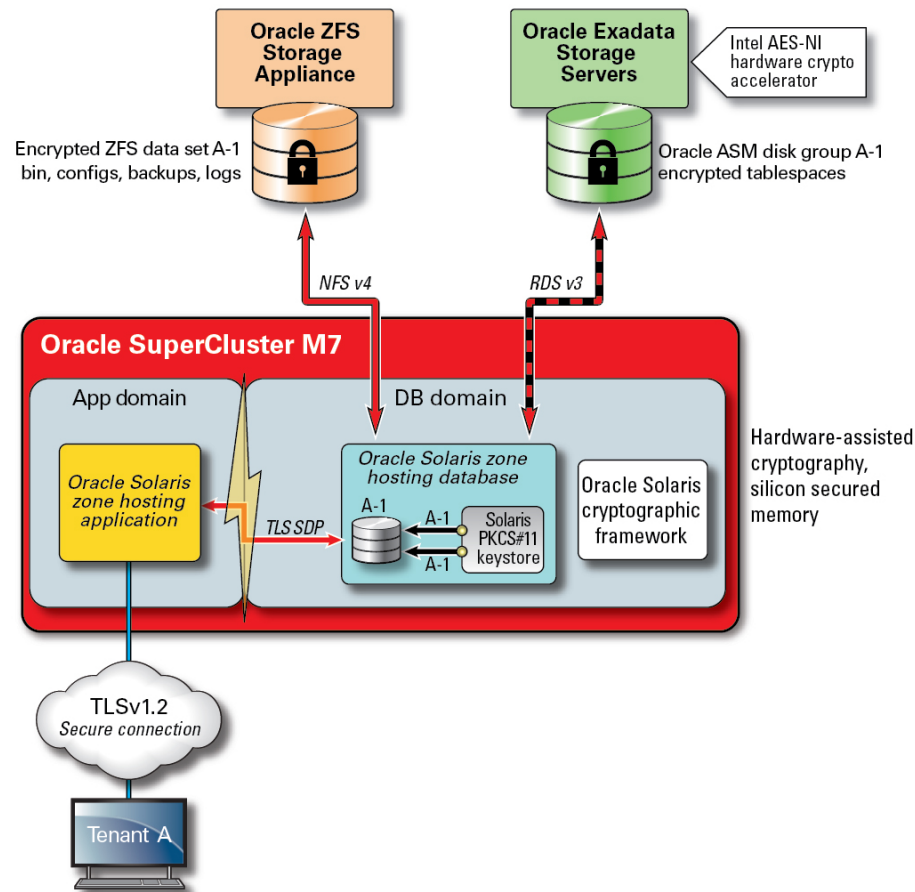 Oracle ZFS
Storage
Appliance
Oracle Exadata
Storage
Servers
Intel AES-NI
hardware crypto
accelerator
Encrypted ZFS data set A-1
bin, configs, backups, logs
Oracle ASM disk group A-1
encrypted tablespaces
NFS v4
RDS v3
Oracle SuperCluster M7
App domain
DB domain
Oracle Solaris
zone hosting
application
TLS SDP
Oracle Solaris zone
hosting database
A-1
A-1
A-1
Solaris
PKCS#11
keystore
Oracle Solaris
cryptographic
framework
Hardware-assisted
cryptography,
silicon secured
memory
TLSv1.2
Secure connection
Tenant A